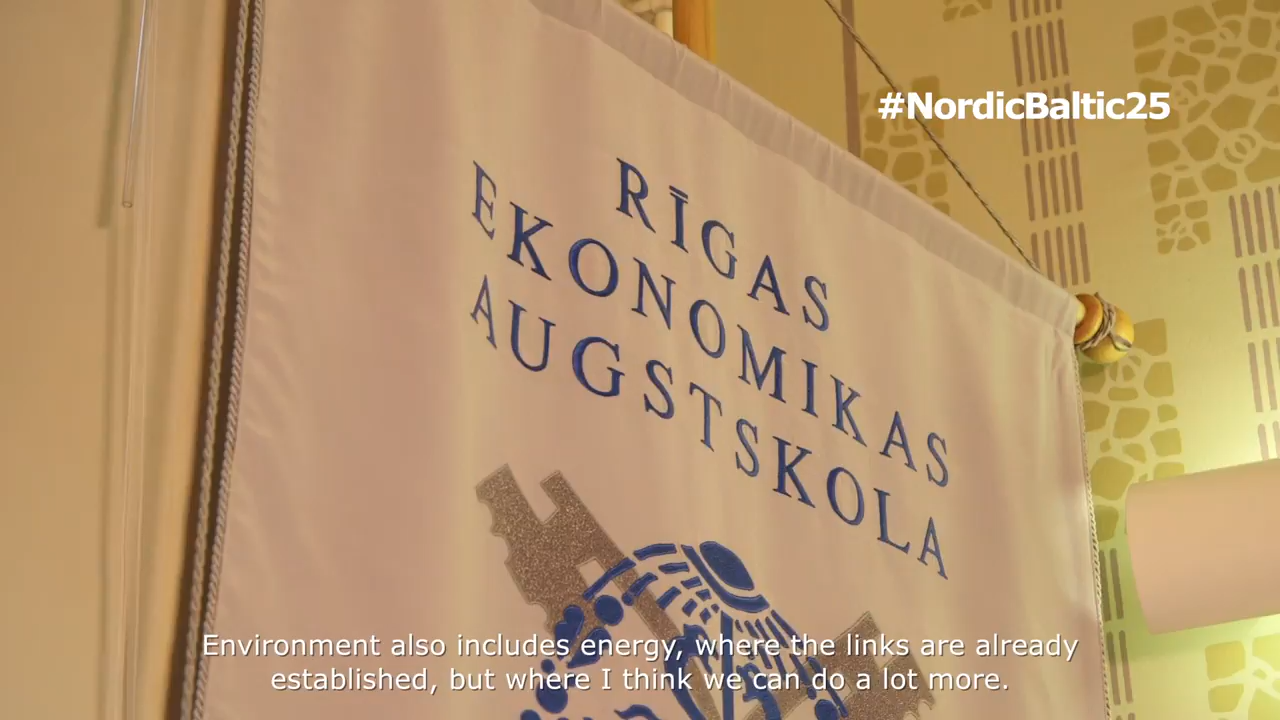 #NordicBaltic25
RĪGAS
EKONOMIKAS
AUGSTSKOLA
Environment also includes energy, where the links are already
established, but where I think we can do a lot more.